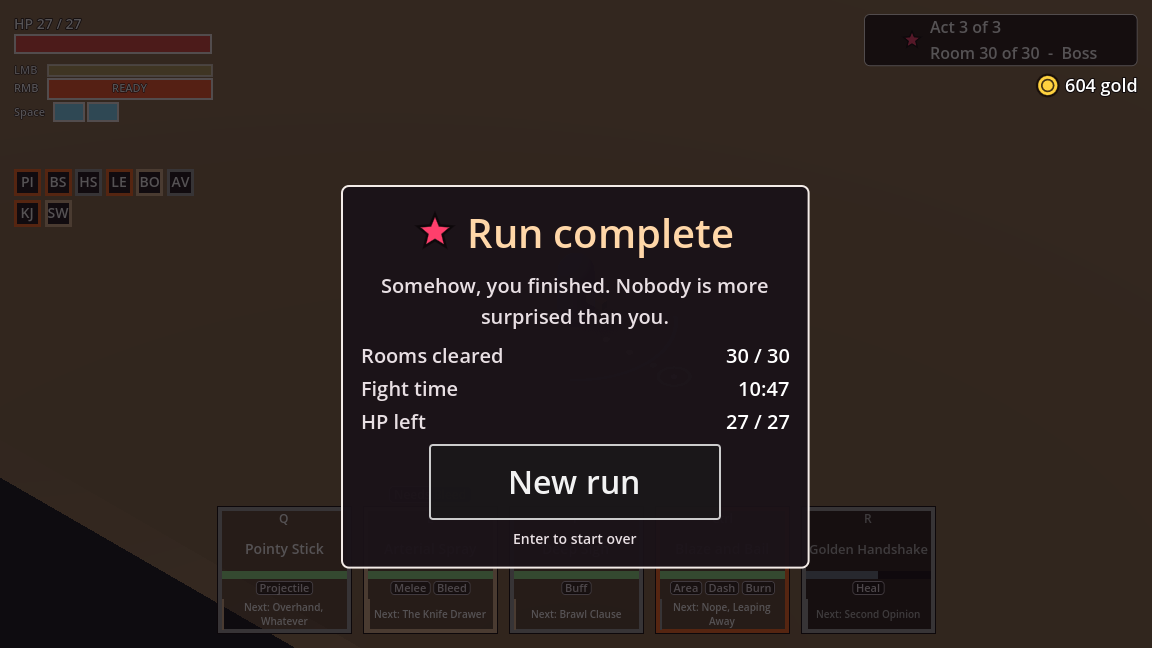 HP 27 / 27
LMB
RMB
READY
Space
PI BS HS LE BO AV
KJ SW
Act 3 of 3
Room 30 of 30 - Boss
604 gold
Run complete
Somehow, you finished. Nobody is more
surprised than you.
Rooms cleared 30 / 30
Fight time 10:47
HP left 27 / 27
New run
Enter to start over
Q
Pointy Stick
Projectile
Next: Overhand,
Whatever
Melee Bleed
Next: The Knife Drawer
Buff
Next: Brawl Clause
Area Dash Burn
Next: Nope, Leaping
Away
R
Golden Handshake
Heal
Next: Second Opinion